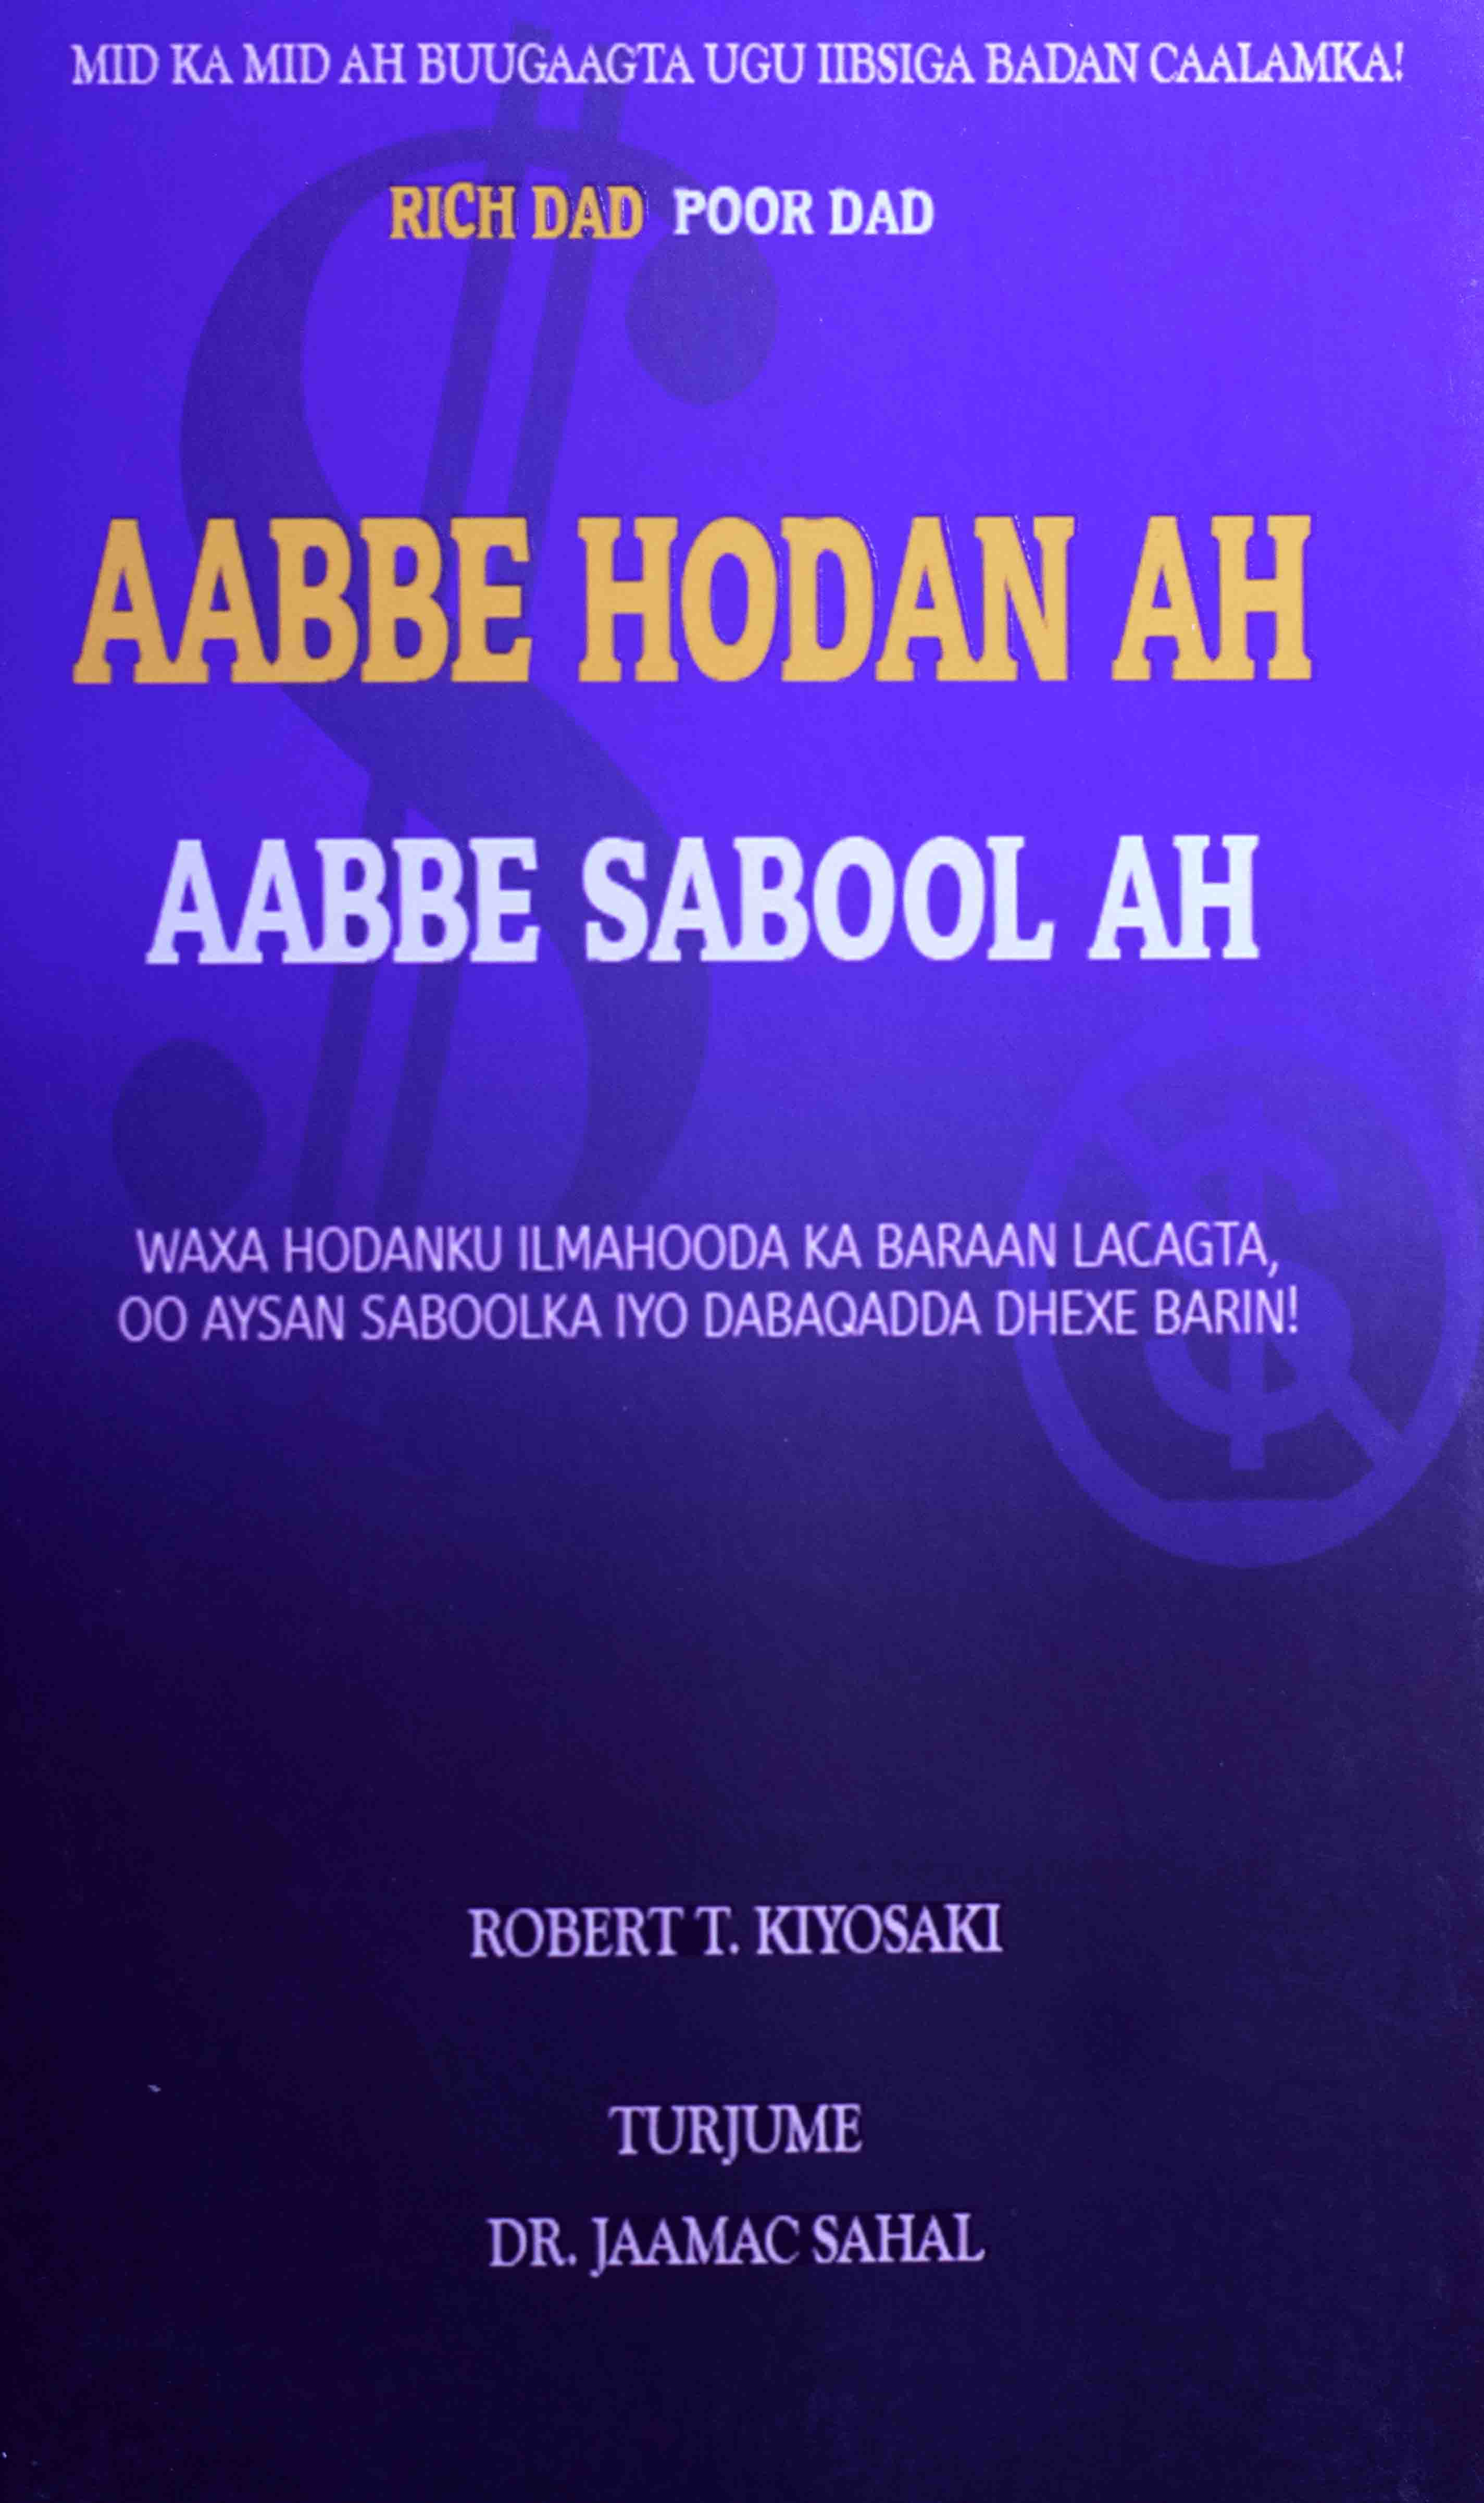 MID KA MID AH BUUGAAGTA UGU IIBSIGA BADAN CAALAMKA!
RICH DAD POOR DAD
AABBE HODAN AH
AABBE SABOOL AH
WAXA HODANKU ILMAHOODA KA BARAAN LACAGTA,
OO AYSAN SABOOLKA IYO DABAQADDA DHEXE BARIN!
ROBERT T. KIYOSAKI
TURJUME
DR. JAAMAC SAHAL